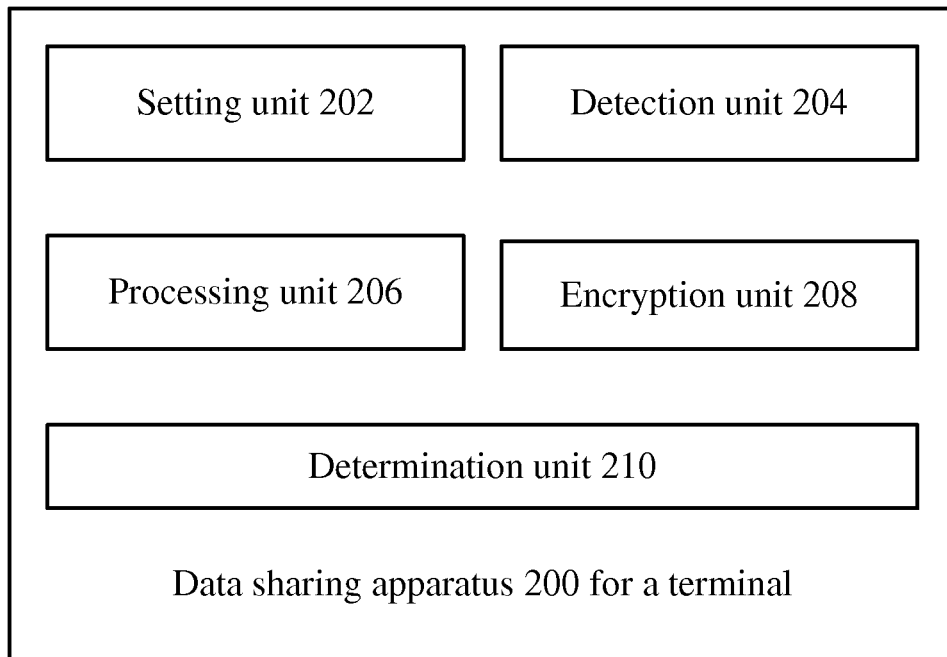 Setting unit 202
Detection unit 204
Processing unit 206
Encryption unit 208
Determination unit 210
Data sharing apparatus 200 for a terminal